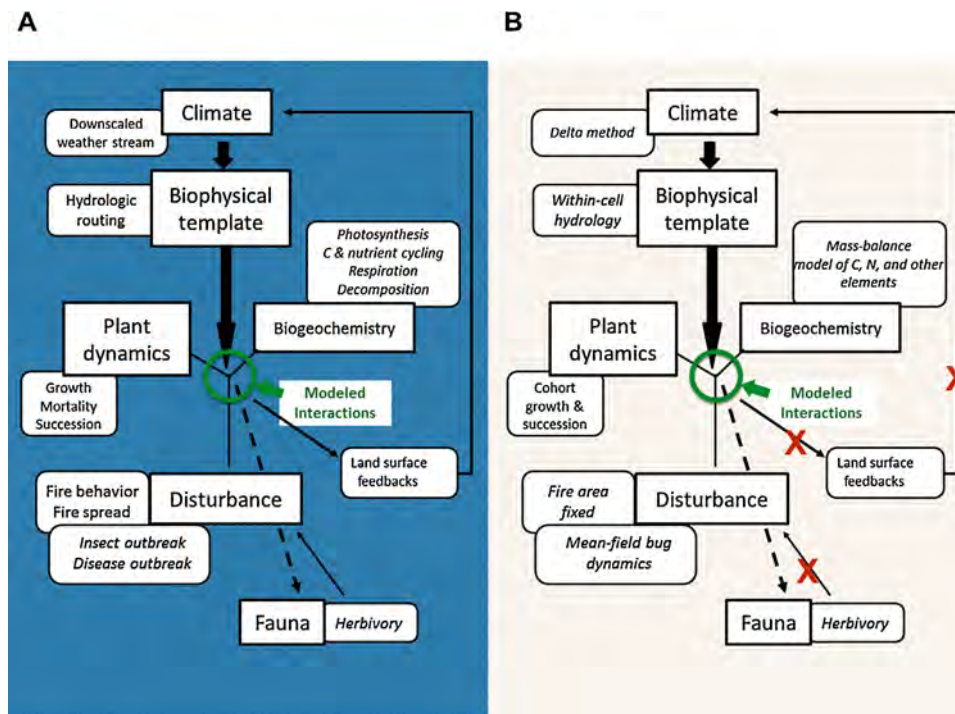 A
Climate
Downscaled
weather stream
Biophysical
template
Hydrologic
routing
Photosynthesis
C & nutrient cycling
Respiration
Decomposition
Plant
dynamics
Biogeochemistry
Growth
Mortality
Succession
Modeled
Interactions
Land surface
feedbacks
Fire behavior
Fire spread
Disturbance
Insect outbreak
Disease outbreak
Fauna
Herbivory
B
Climate
Delta method
Biophysical
template
Within-cell
hydrology
Mass-balance
model of C, N, and other
elements
Plant
dynamics
Biogeochemistry
Cohort
growth &
succession
Modeled
Interactions
X
X
Land surface
feedbacks
Fire area
fixed
Disturbance
Mean-field bug
dynamics
X
Fauna
Herbivory